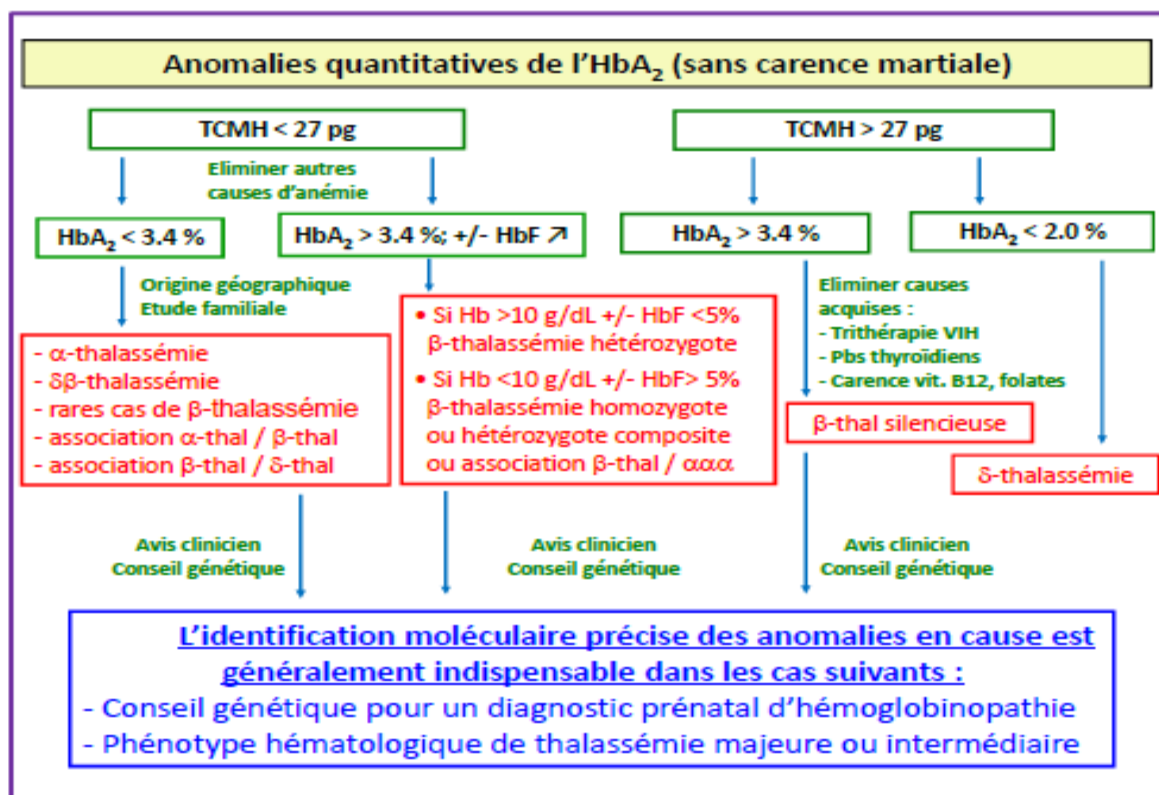 Anomalies quantitatives de l'HbA₂ (sans carence martiale)
TCMH < 27 pg
TCMH > 27 pg
Eliminer autres
causes d'anémie
HbA₂ < 3.4 %
HbA₂ > 3.4 %; +/- HbF ↗
HbA₂ > 3.4 %
HbA₂ < 2.0 %
Origine géographique
Etude familiale
Eliminer causes
acquises :
- Trithérapie VIH
- Pbs thyroïdiens
- Carence vit. B12, folates
- α-thalassémie
- δβ-thalassémie
- rares cas de β-thalassémie
- association α-thal / β-thal
- association β-thal / δ-thal
• Si Hb >10 g/dL +/- HbF <5%
β-thalassémie hétérozygote
• Si Hb <10 g/dL +/- HbF> 5%
β-thalassémie homozygote
ou hétérozygote composite
ou association β-thal / ααα
β-thal silencieuse
δ-thalassémie
Avis clinicien
Conseil génétique
Avis clinicien
Conseil génétique
Avis clinicien
Conseil génétique
L'identification moléculaire précise des anomalies en cause est
généralement indispensable dans les cas suivants :
- Conseil génétique pour un diagnostic prénatal d'hémoglobinopathie
- Phénotype hématologique de thalassémie majeure ou intermédiaire